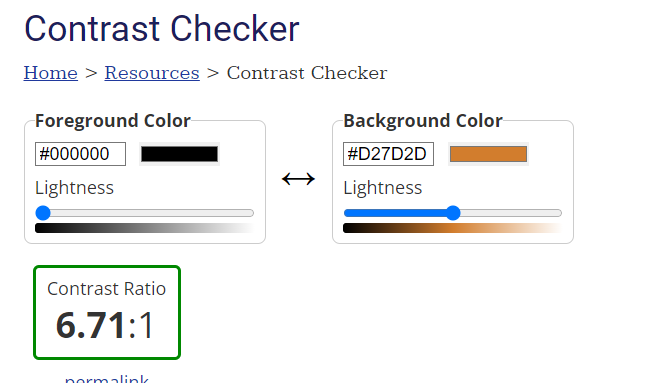 Contrast Checker
Home > Resources > Contrast Checker
Foreground Color
#000000
Lightness
Background Color
#D27D2D
Lightness
Contrast Ratio
6.71:1
permalink